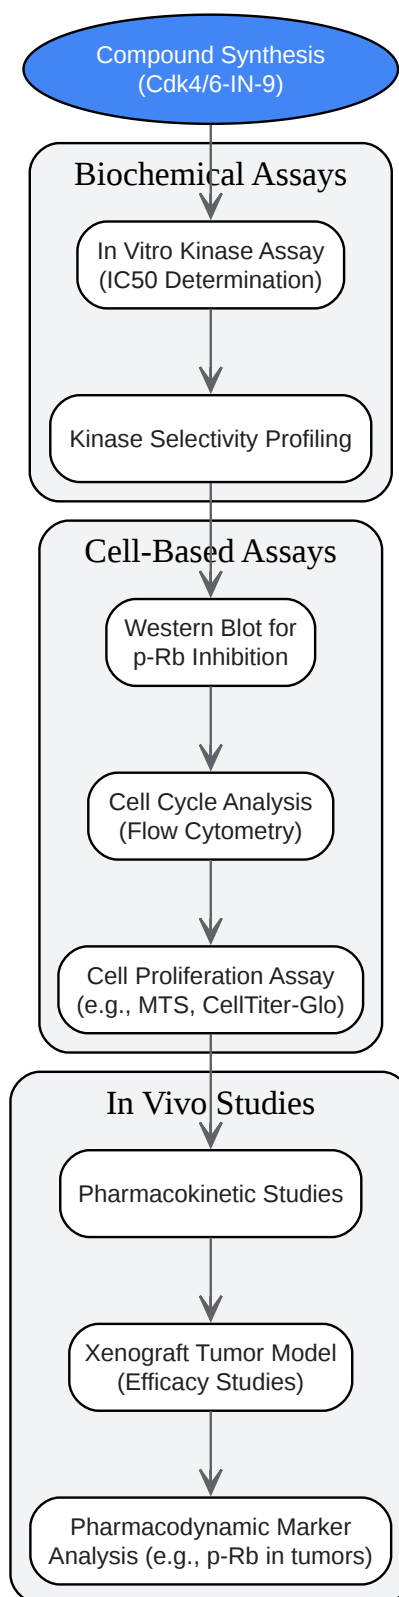 Compound Synthesis
(Cdk4/6-IN-9)
Biochemical Assays
In Vitro Kinase Assay
(IC50 Determination)
Kinase Selectivity Profiling
Cell-Based Assays
Western Blot for
p-Rb Inhibition
Cell Cycle Analysis
(Flow Cytometry)
Cell Proliferation Assay
(e.g., MTS, CellTiter-Glo)
In Vivo Studies
Pharmacokinetic Studies
Xenograft Tumor Model
(Efficacy Studies)
Pharmacodynamic Marker
Analysis (e.g., p-Rb in tumors)